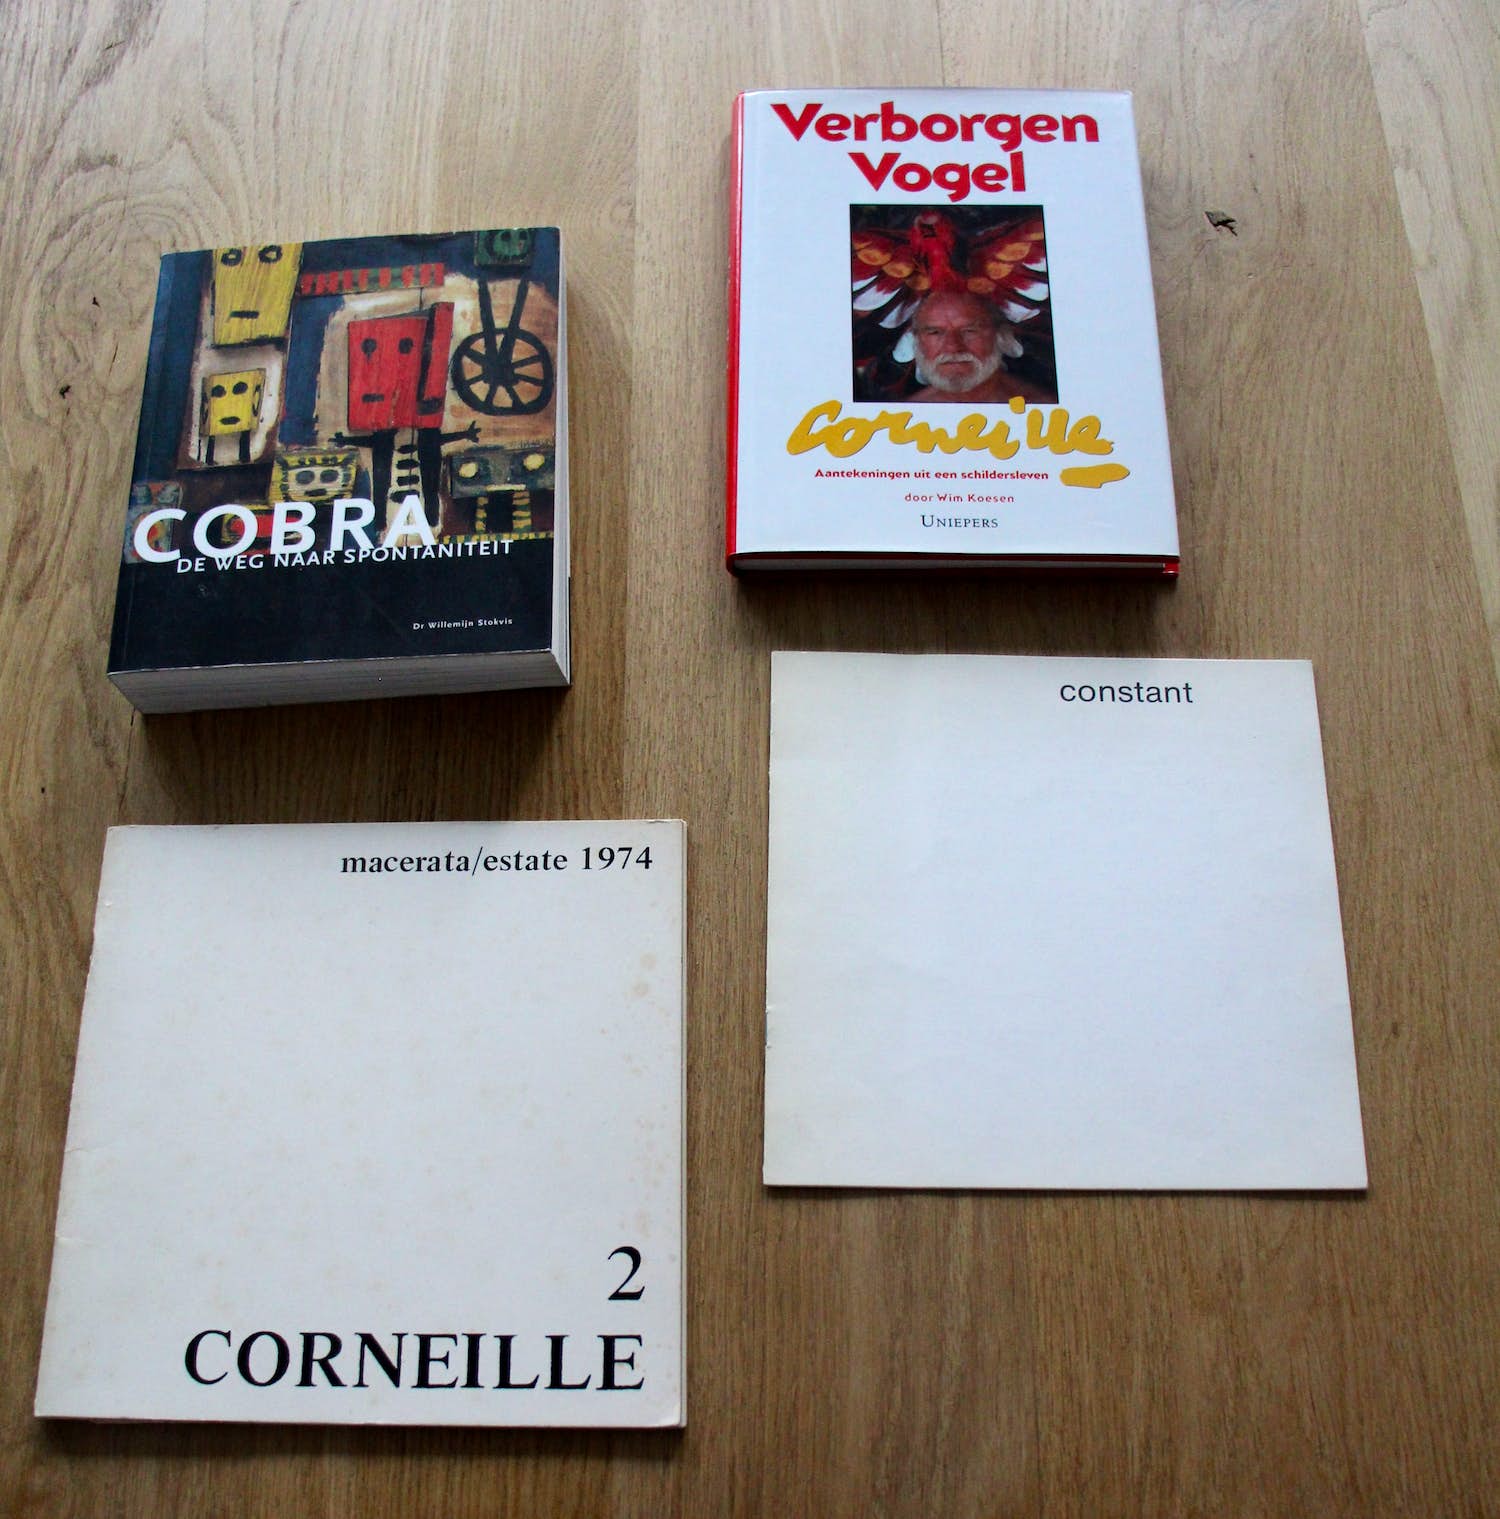 COBRA
DE WEG NAAR SPONTANITEIT
Dr Willemijn Stokvis
Verborgen
Vogel
Corneille
Aantekeningen uit een schildersleven
door Wim Koesen
UNIEPERS
macerata/estate 1974
2
CORNEILLE
constant